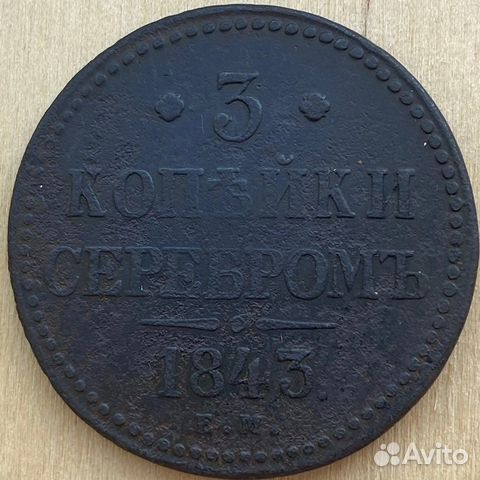 3
КОПѢЙКИ
СЕРЕБРОМЪ
1843.
Е.М.
Avito